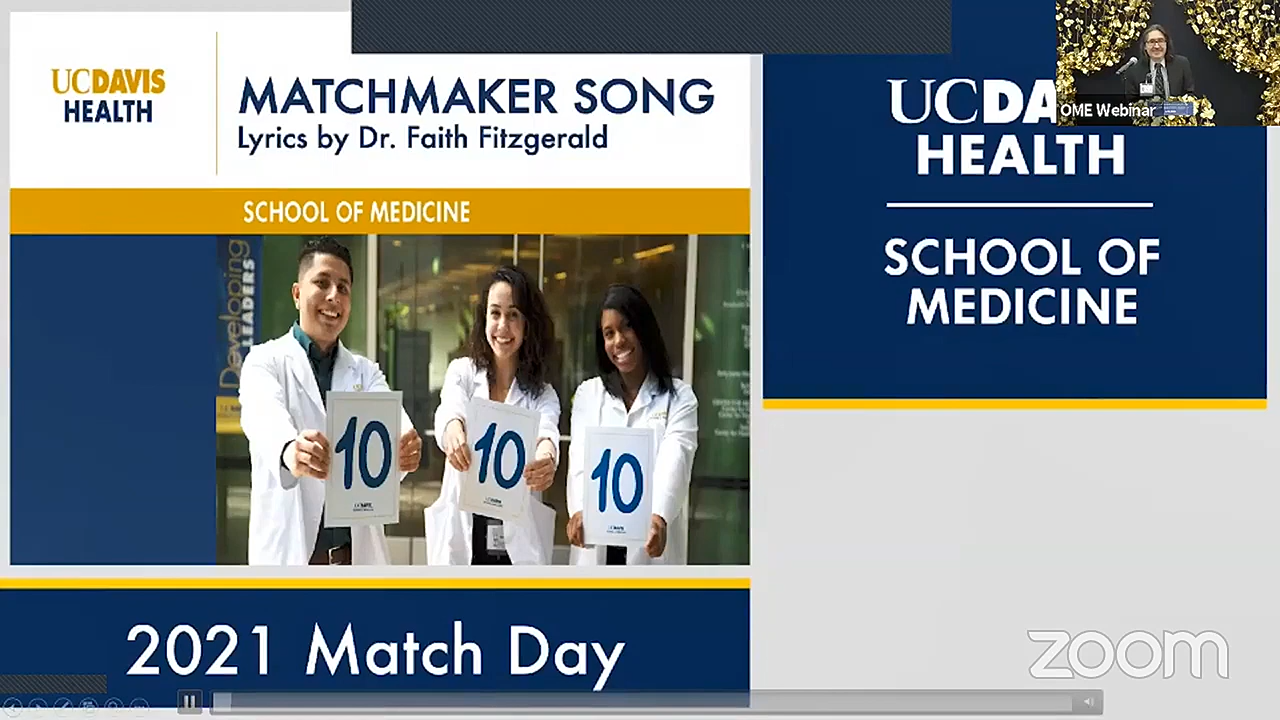 UCDAVIS
HEALTH
MATCHMAKER SONG
Lyrics by Dr. Faith Fitzgerald
SCHOOL OF MEDICINE
Developing
LEADERS
10
10
10
2021 Match Day
UCDA
HEALTH
SCHOOL OF
MEDICINE
OME Webinar
zoom